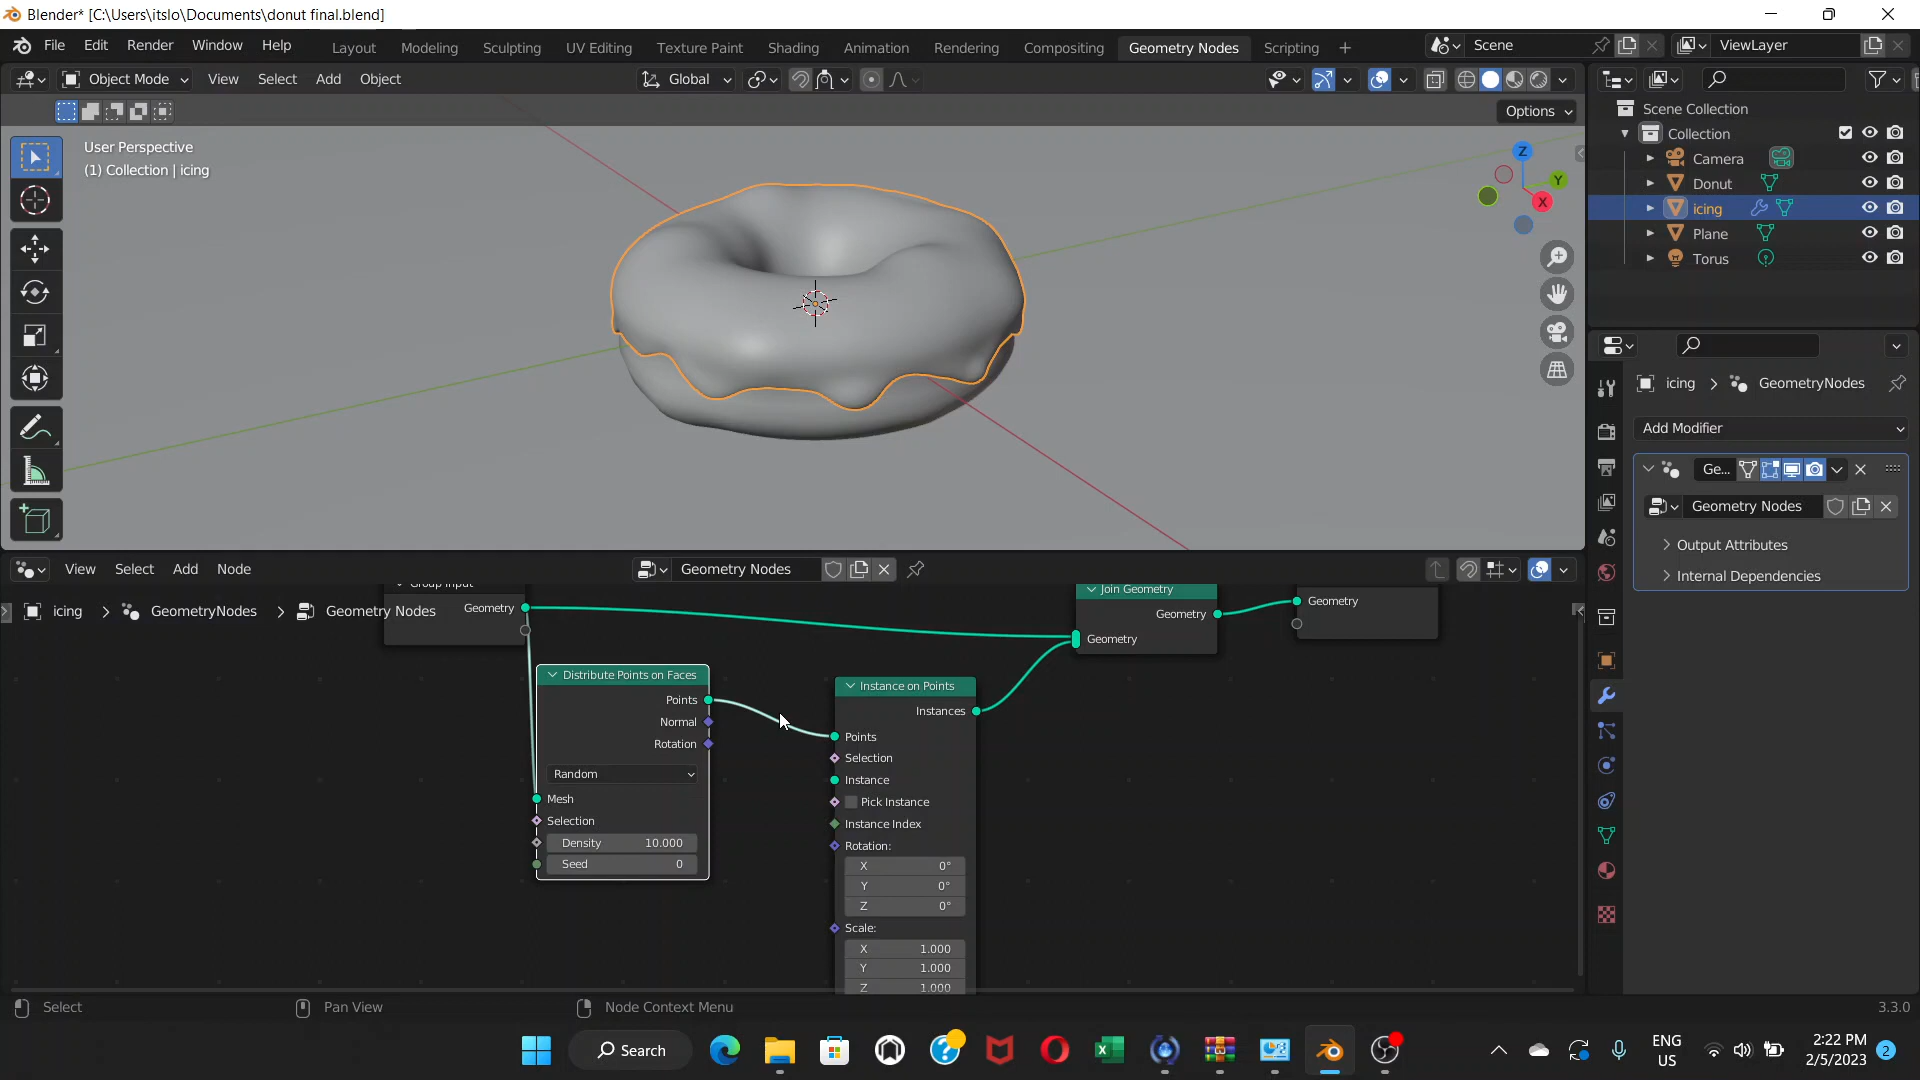 Blender* [C:\Users\itslo\Documents\donut final.blend]
File Edit Render Window Help Layout Modeling Sculpting UV Editing Texture Paint Shading Animation Rendering Compositing Geometry Nodes Scripting Scene ViewLayer
Object Mode View Select Add Object Global
Options
User Perspective
(1) Collection | icing
Z
Y
X
Scene Collection
Collection
Camera
Donut
icing
Plane
Torus
icing > GeometryNodes
Add Modifier
Ge...
Geometry Nodes
Output Attributes
Internal Dependencies
View Select Add Node Geometry Nodes
icing > GeometryNodes > Geometry Nodes
Group Input
Geometry
Distribute Points on Faces
Points
Normal
Rotation
Random
Mesh
Selection
Density 10.000
Seed 0
Instance on Points
Instances
Points
Selection
Instance
Pick Instance
Instance Index
Rotation:
X 0°
Y 0°
Z 0°
Scale:
X 1.000
Y 1.000
Z 1.000
Join Geometry
Geometry
Geometry
Geometry
Select Pan View Node Context Menu 3.3.0
Search
ENG
US
2:22 PM
2/5/2023
2